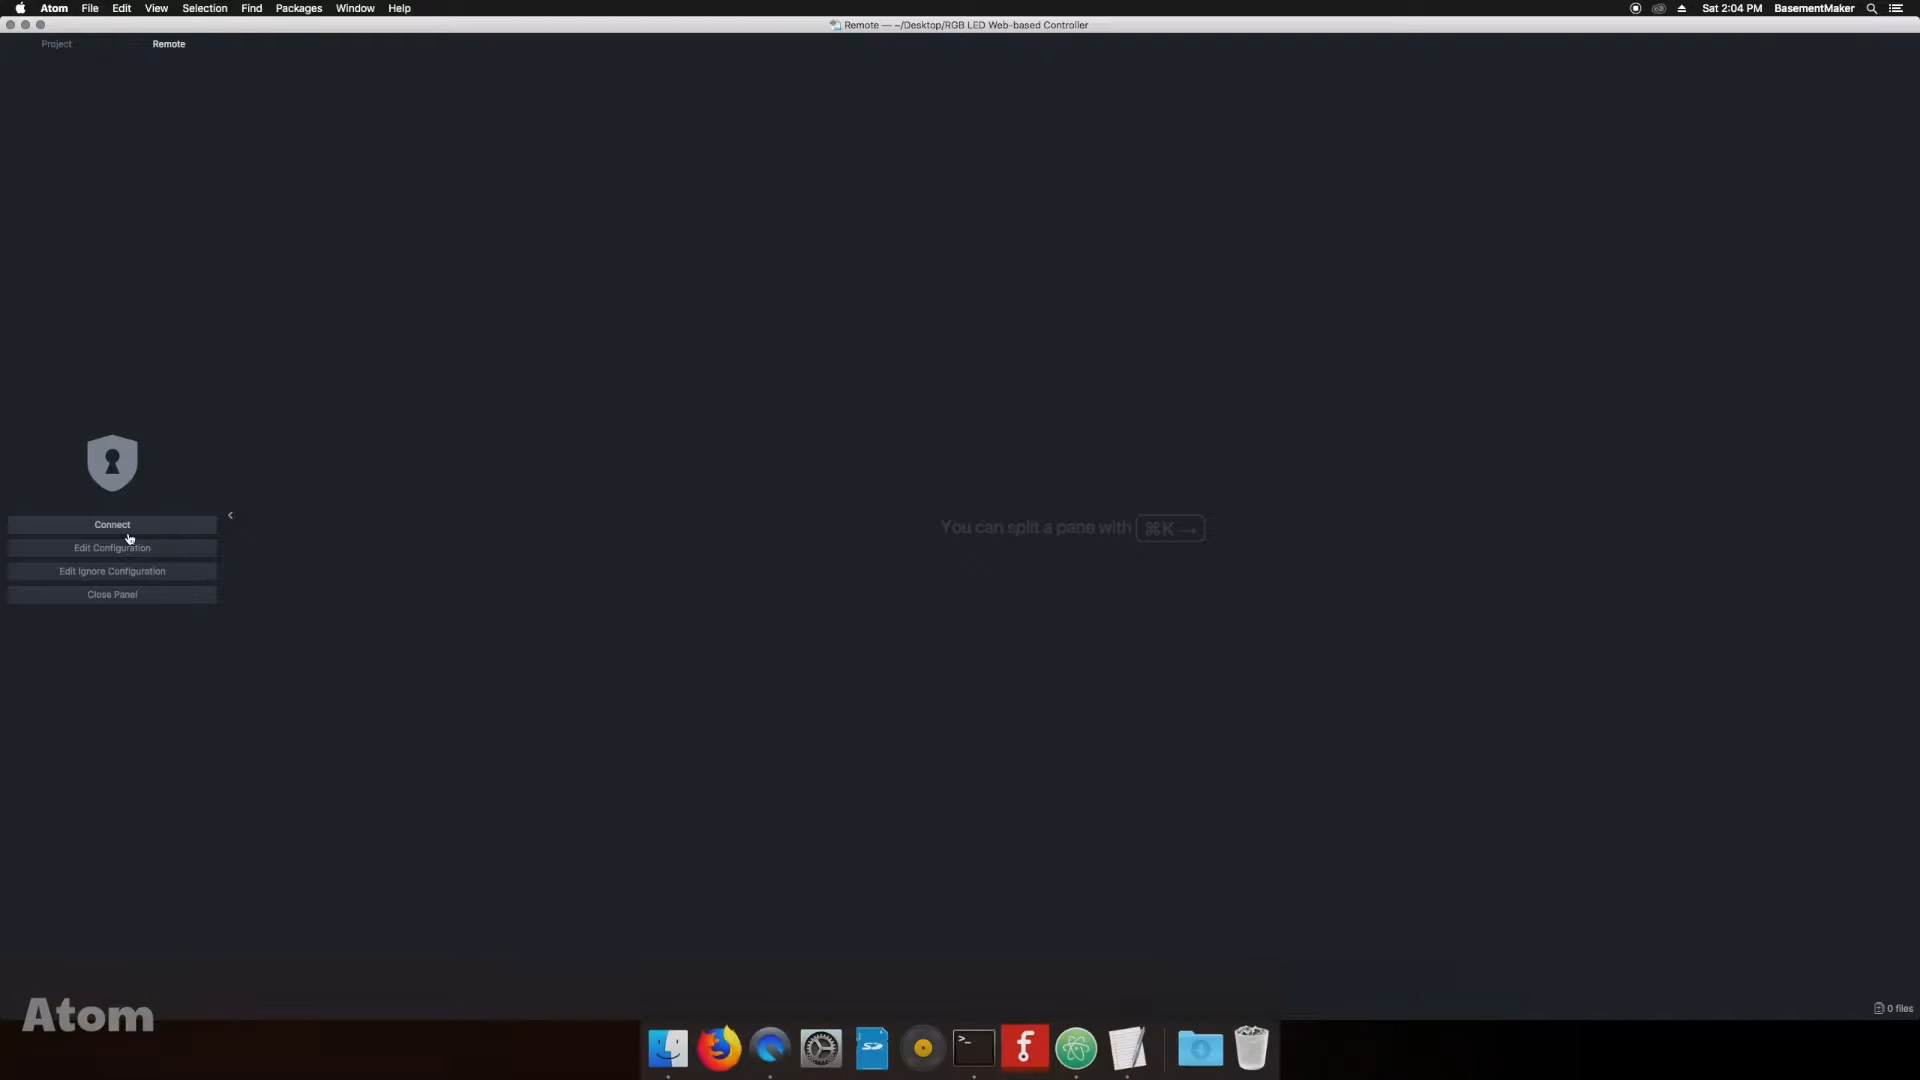 Atom File Edit View Selection Find Packages Window Help Sat 2:04 PM BasementMaker
Remote — ~/Desktop/RGB LED Web-based Controller
Project Remote
Connect
Edit Configuration
Edit Ignore Configuration
Close Panel
You can split a pane with ⌘K →
0 files
Atom
>_
SD
f